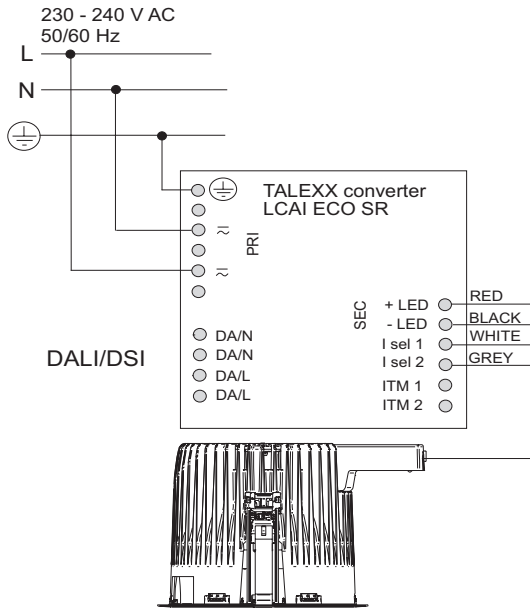 230 - 240 V AC
50/60 Hz
L
N
TALEXX converter
LCAI ECO SR
PRI
SEC
+ LED
RED
- LED
BLACK
I sel 1
WHITE
I sel 2
GREY
ITM 1
ITM 2
DALI/DSI
DA/N
DA/N
DA/L
DA/L